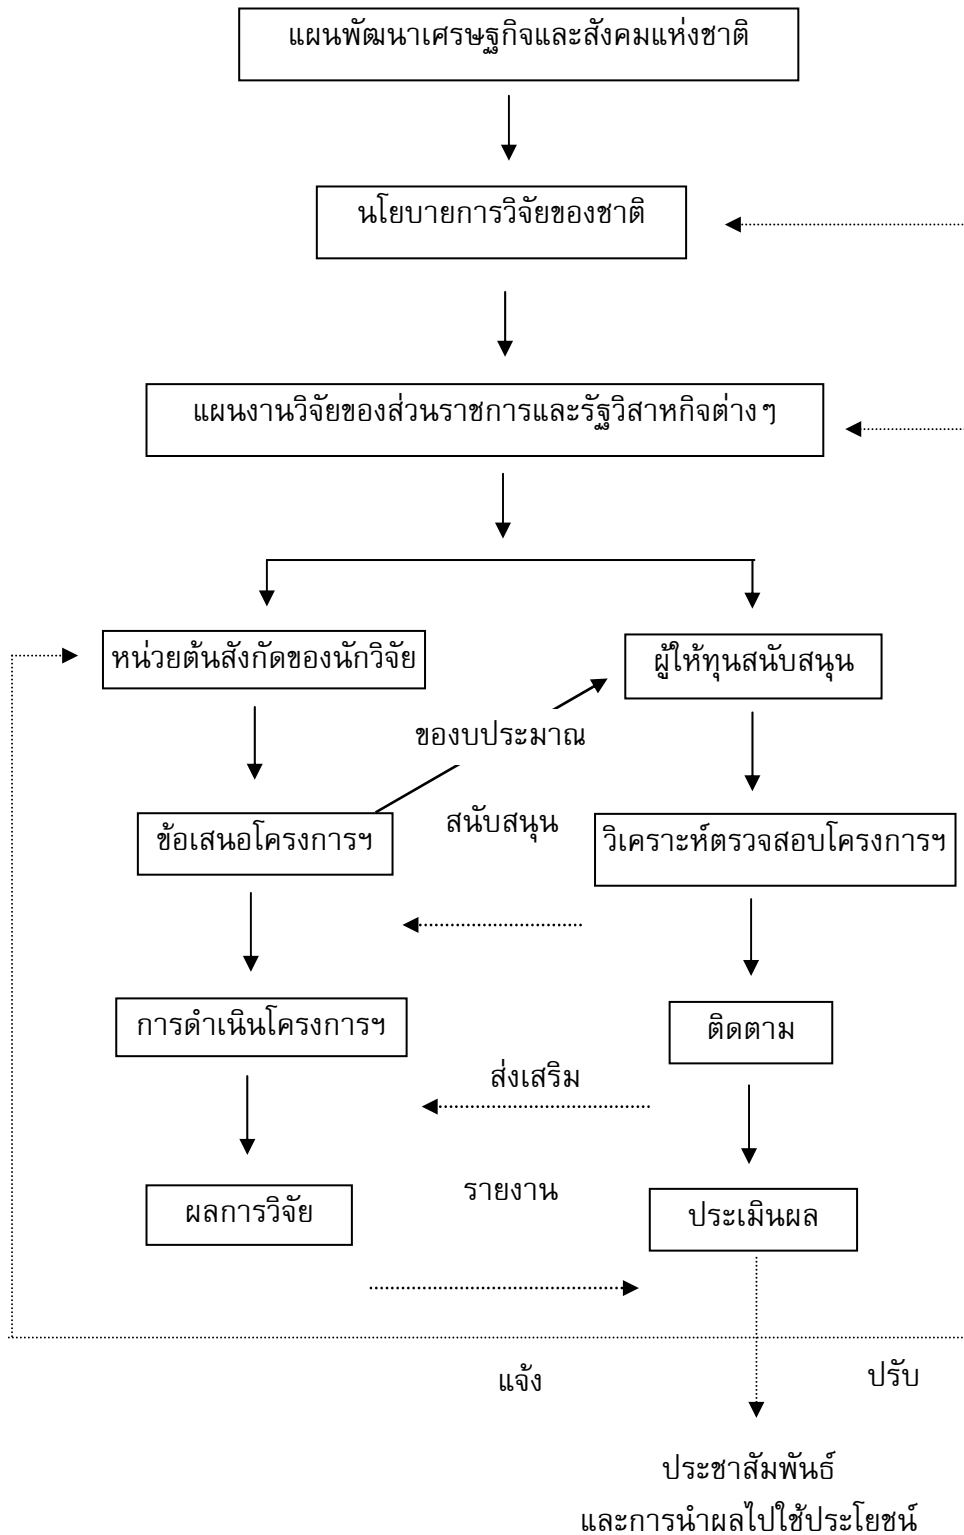 แผนพัฒนาเศรษฐกิจและสังคมแห่งชาติ
นโยบายการวิจัยของชาติ
แผนงานวิจัยของส่วนราชการและรัฐวิสาหกิจต่างๆ
หน่วยต้นสังกัดของนักวิจัย
ผู้ให้ทุนสนับสนุน
ของบประมาณ
สนับสนุน
ข้อเสนอโครงการฯ
วิเคราะห์ตรวจสอบโครงการฯ
การดำเนินโครงการฯ
ติดตาม
ส่งเสริม
รายงาน
ผลการวิจัย
ประเมินผล
แจ้ง
ปรับ
ประชาสัมพันธ์
และการนำผลไปใช้ประโยชน์